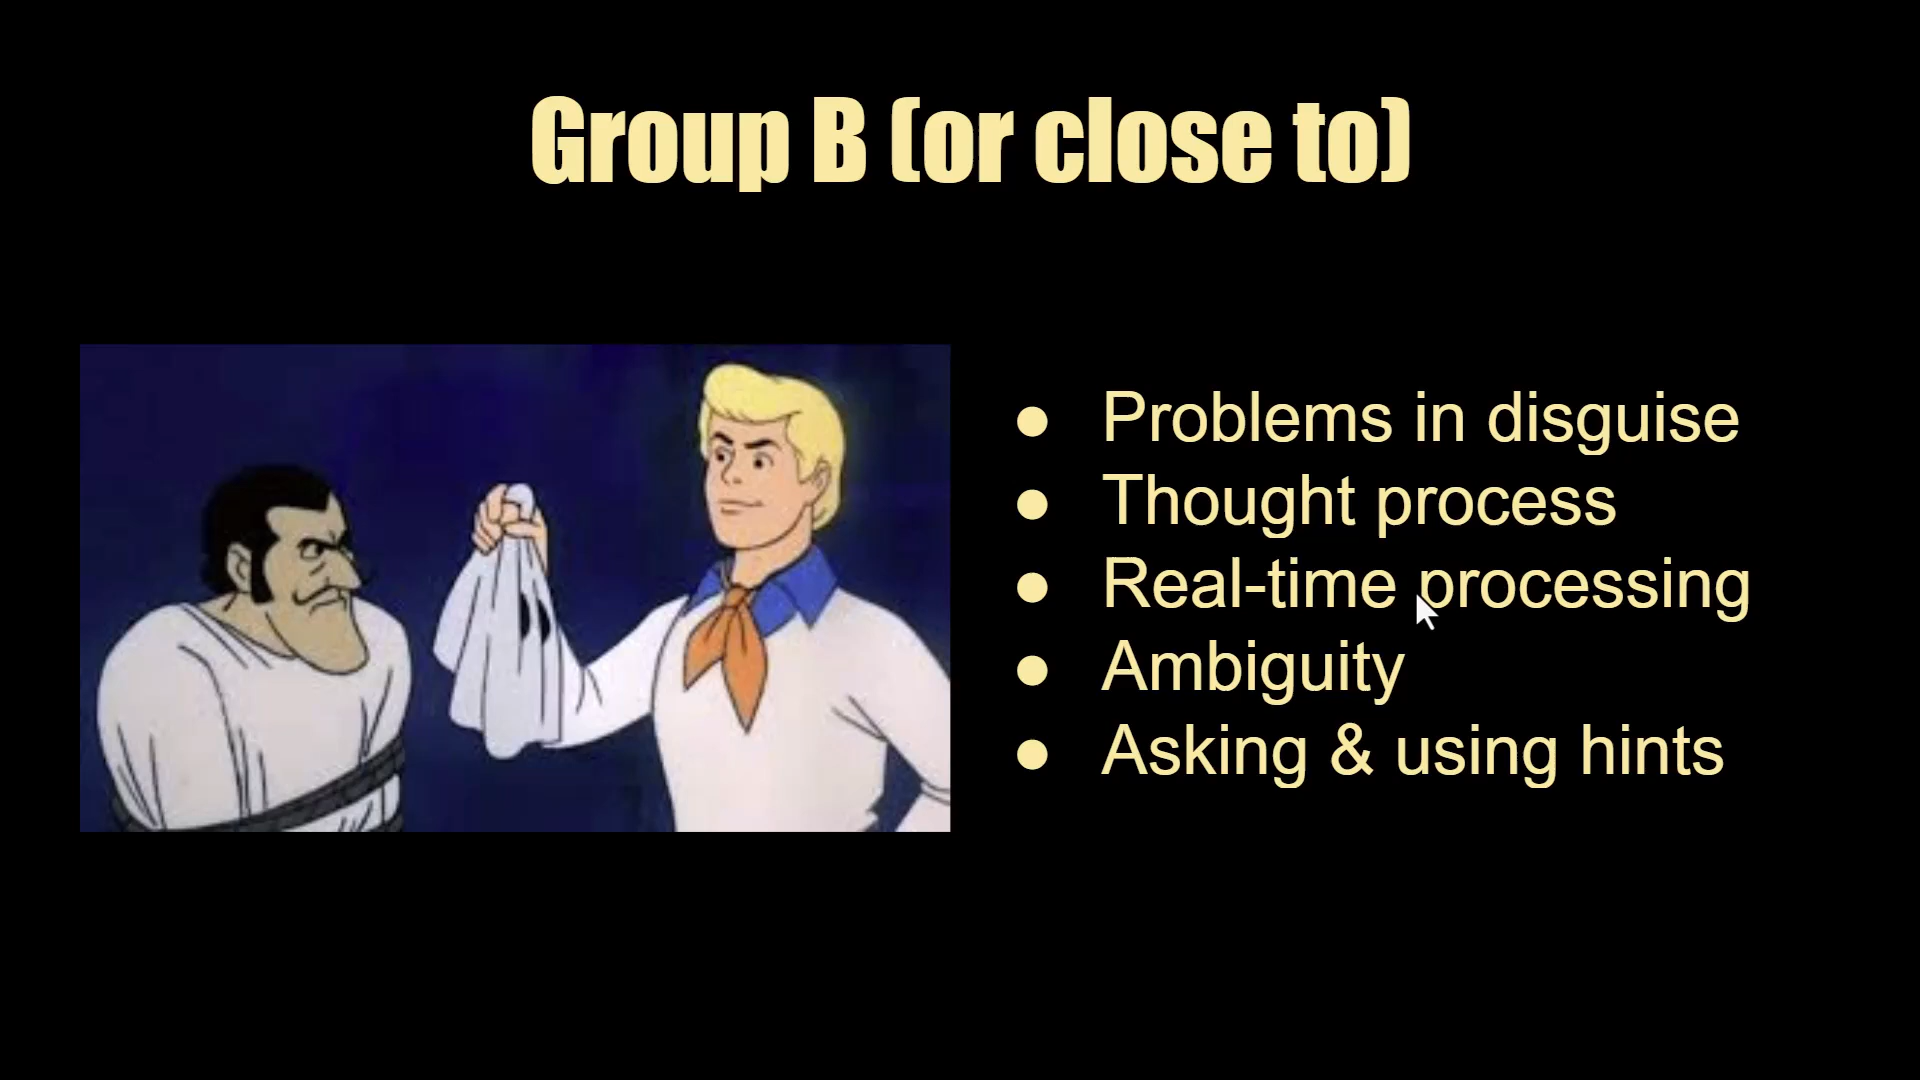 Group B (or close to)
● Problems in disguise
● Thought process
● Real-time processing
● Ambiguity
● Asking & using hints